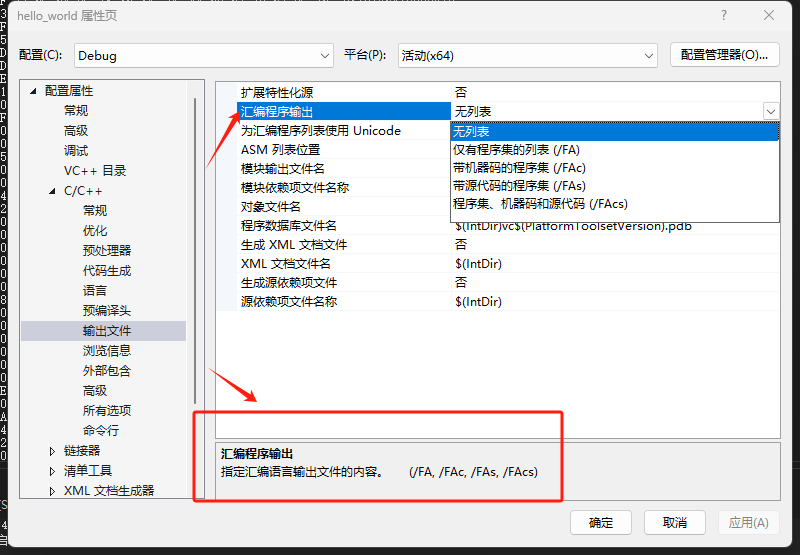 hello_world 属性页
配置(C):
Debug
平台(P):
活动(x64)
配置管理器(O)...
配置属性
常规
高级
调试
VC++ 目录
C/C++
常规
优化
预处理器
代码生成
语言
预编译头
输出文件
浏览信息
外部包含
高级
所有选项
命令行
链接器
清单工具
XML 文档生成器
扩展特性化源 否
汇编程序输出 无列表
为汇编程序列表使用 Unicode
ASM 列表位置
模块输出文件名
模块依赖项文件名称
对象文件名
程序数据库文件名 $(IntDir)vc$(PlatformToolsetVersion).pdb
生成 XML 文档文件 否
XML 文档文件名 $(IntDir)
生成源依赖项文件 否
源依赖项文件名称 $(IntDir)
无列表
仅有程序集的列表 (/FA)
带机器码的程序集 (/FAc)
带源代码的程序集 (/FAs)
程序集、机器码和源代码 (/FAcs)
汇编程序输出
指定汇编语言输出文件的内容。 (/FA, /FAc, /FAs, /FAcs)
确定
取消
应用(A)